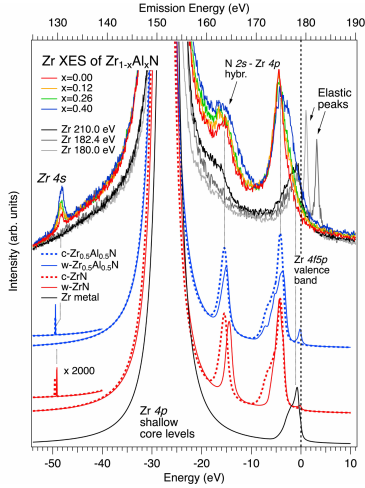 Emission Energy (eV)
130 140 150 160 170 180 190
Zr XES of Zr1-xAlxN
x=0.00
x=0.12
x=0.26
x=0.40
Zr 210.0 eV
Zr 182.4 eV
Zr 180.0 eV
N 2s - Zr 4p
hybr.
Elastic
peaks
Zr 4s
Intensity (arb. units)
c-Zr0.5Al0.5N
w-Zr0.5Al0.5N
c-ZrN
w-ZrN
Zr metal
Zr 4f5p
valence
band
x 2000
Zr 4p
shallow
core levels
-50 -40 -30 -20 -10 0 10
Energy (eV)